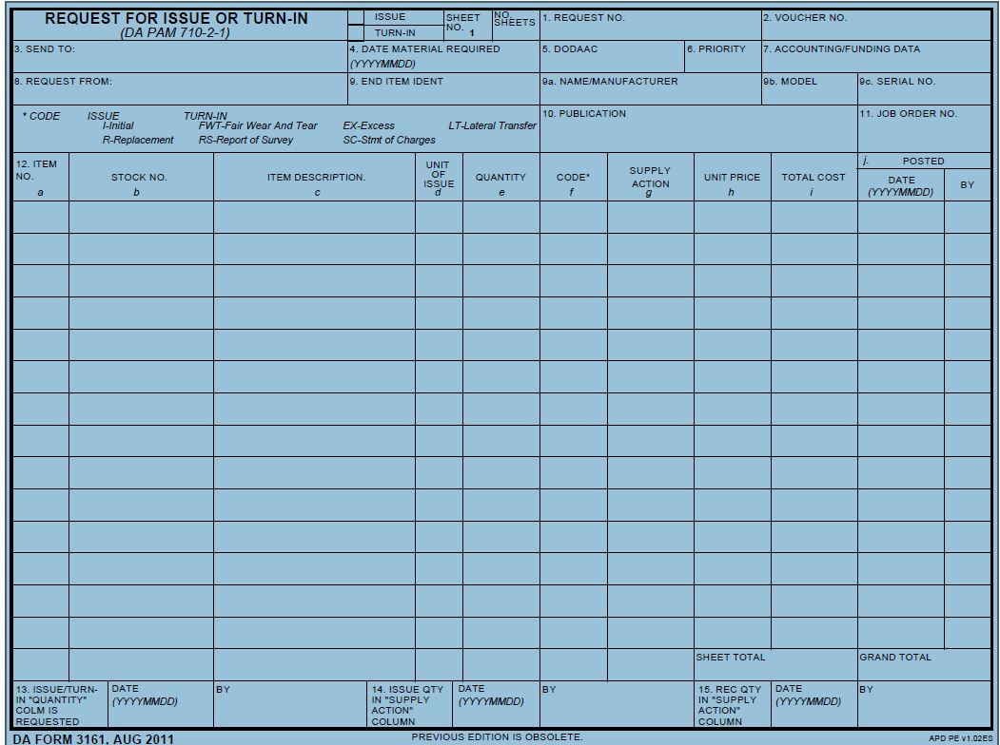 REQUEST FOR ISSUE OR TURN-IN
(DA PAM 710-2-1)
ISSUE
TURN-IN
SHEET
NO. 1
NO.
SHEETS
1. REQUEST NO.
2. VOUCHER NO.
3. SEND TO:
4. DATE MATERIAL REQUIRED
(YYYYMMDD)
5. DODAAC
6. PRIORITY
7. ACCOUNTING/FUNDING DATA
8. REQUEST FROM:
9. END ITEM IDENT
9a. NAME/MANUFACTURER
9b. MODEL
9c. SERIAL NO.
* CODE ISSUE TURN-IN
I-Initial FWT-Fair Wear And Tear EX-Excess LT-Lateral Transfer
R-Replacement RS-Report of Survey SC-Stmt of Charges
10. PUBLICATION
11. JOB ORDER NO.
12. ITEM
NO.
a
STOCK NO.
b
ITEM DESCRIPTION.
c
UNIT
OF
ISSUE
d
QUANTITY
e
CODE*
f
SUPPLY
ACTION
g
UNIT PRICE
h
TOTAL COST
i
j. POSTED
DATE
(YYYYMMDD)
BY
SHEET TOTAL
GRAND TOTAL
13. ISSUE/TURN-
IN "QUANTITY"
COLM IS
REQUESTED
DATE
(YYYYMMDD)
BY
14. ISSUE QTY
IN "SUPPLY
ACTION"
COLUMN
DATE
(YYYYMMDD)
BY
15. REC QTY
IN "SUPPLY
ACTION"
COLUMN
DATE
(YYYYMMDD)
BY
DA FORM 3161, AUG 2011
PREVIOUS EDITION IS OBSOLETE.
APD PE v1.02ES